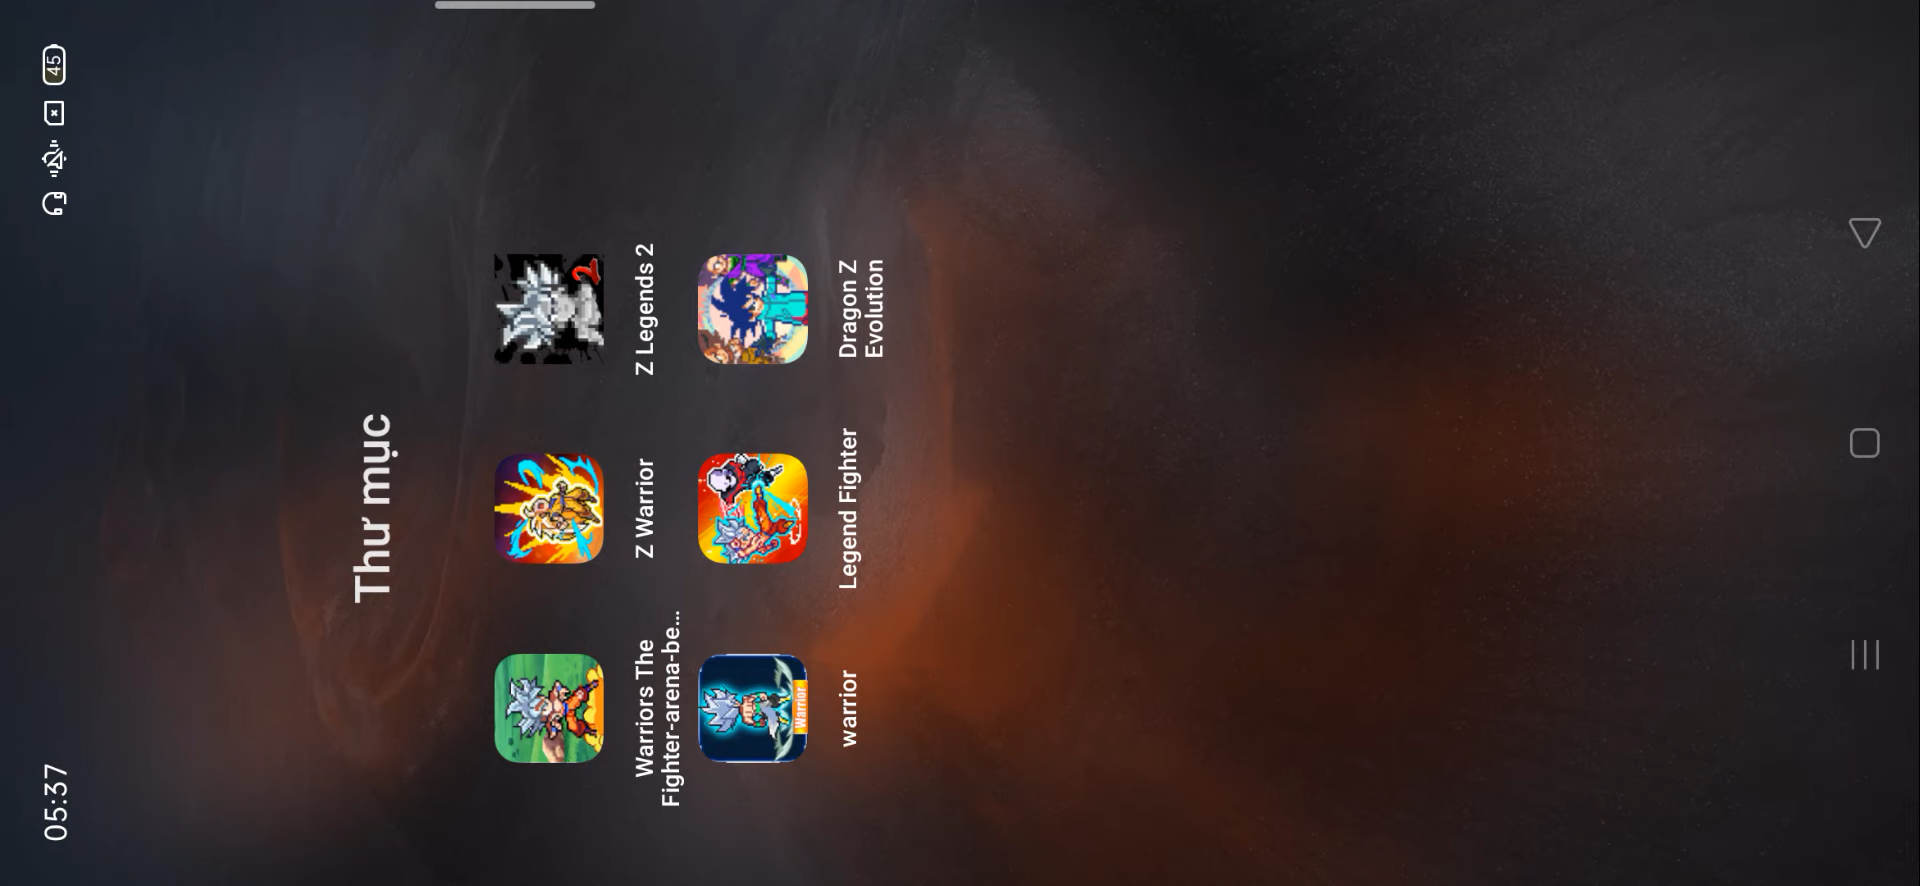 05:37
45
Thư mục
Warriors The
Fighter-arena-be...
Z Warrior
Z Legends 2
2
warrior
Warrior
Legend Fighter
Dragon Z
Evolution